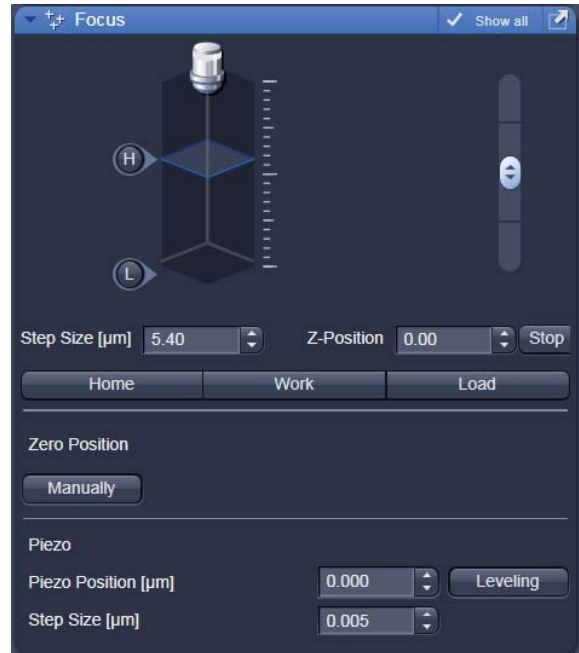 Focus Show all
H
L
Step Size [µm] 5.40 Z-Position 0.00 Stop
Home Work Load
Zero Position
Manually
Piezo
Piezo Position [µm] 0.000 Leveling
Step Size [µm] 0.005